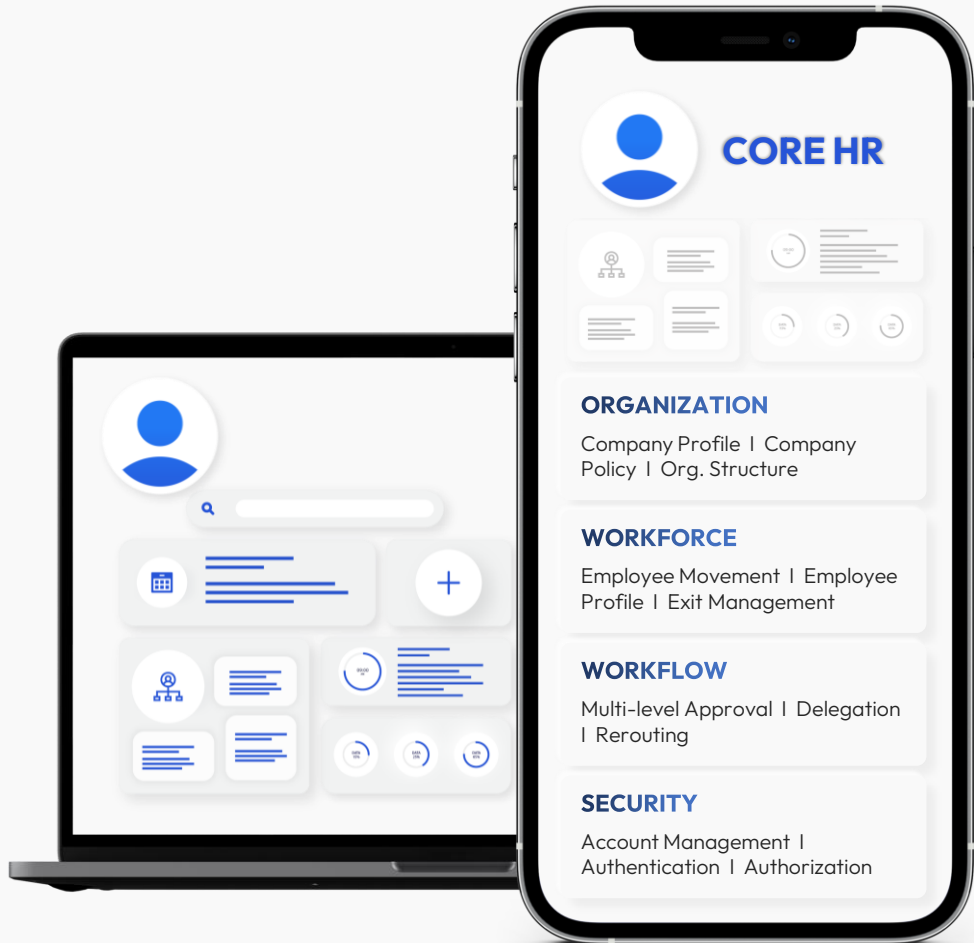 CORE HR
ORGANIZATION
Company Profile I Company
Policy I Org. Structure
WORKFORCE
Employee Movement I Employee
Profile I Exit Management
WORKFLOW
Multi-level Approval I Delegation
I Rerouting
SECURITY
Account Management I
Authentication I Authorization